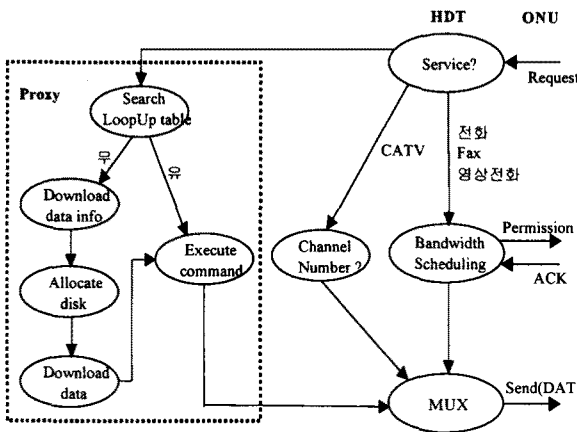 HDT ONU
Service?
Request
Proxy
Search
LoopUp table
CATV
전화
Fax
영상전화
무
유
Download
data info
Execute
command
Channel
Number ?
Bandwidth
Scheduling
Permission
ACK
Allocate
disk
Download
data
MUX
Send(DAT